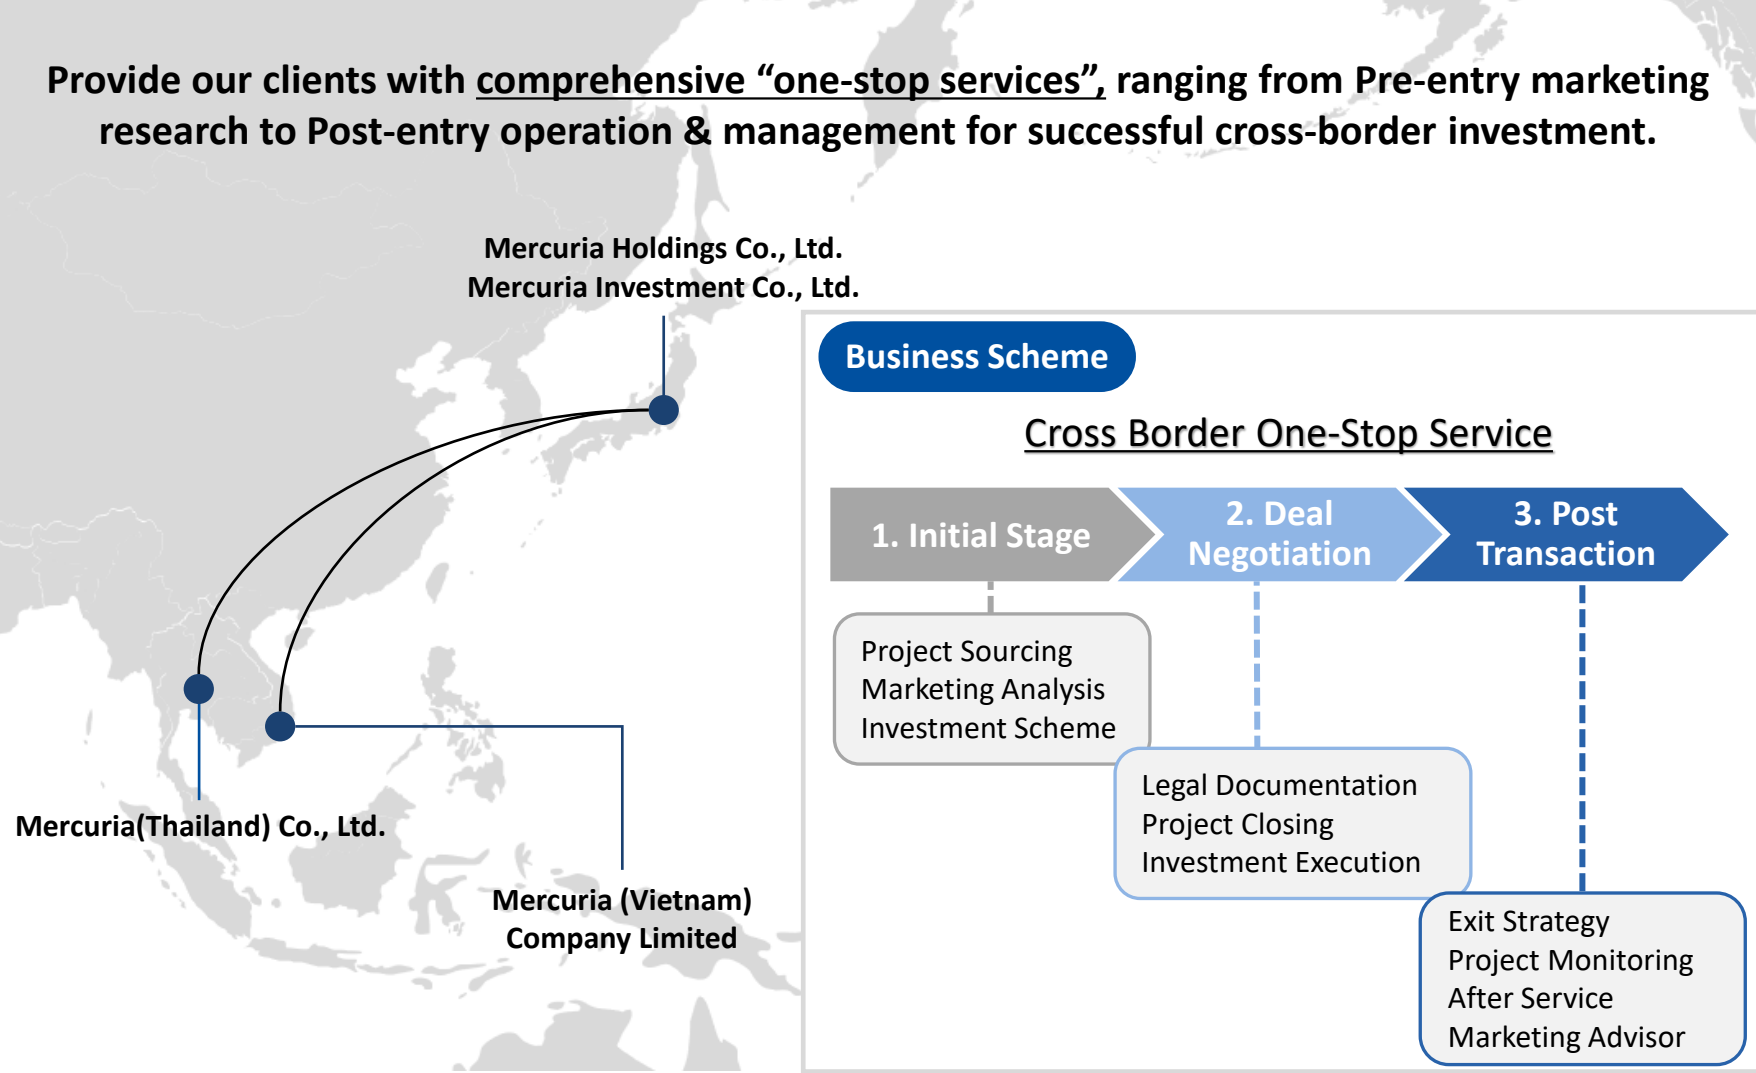 Provide our clients with comprehensive “one-stop services”, ranging from Pre-entry marketing
research to Post-entry operation & management for successful cross-border investment.
Mercuria Holdings Co., Ltd.
Mercuria Investment Co., Ltd.
Mercuria(Thailand) Co., Ltd.
Mercuria (Vietnam)
Company Limited
Business Scheme
Cross Border One-Stop Service
1. Initial Stage
2. Deal
Negotiation
3. Post
Transaction
Project Sourcing
Marketing Analysis
Investment Scheme
Legal Documentation
Project Closing
Investment Execution
Exit Strategy
Project Monitoring
After Service
Marketing Advisor